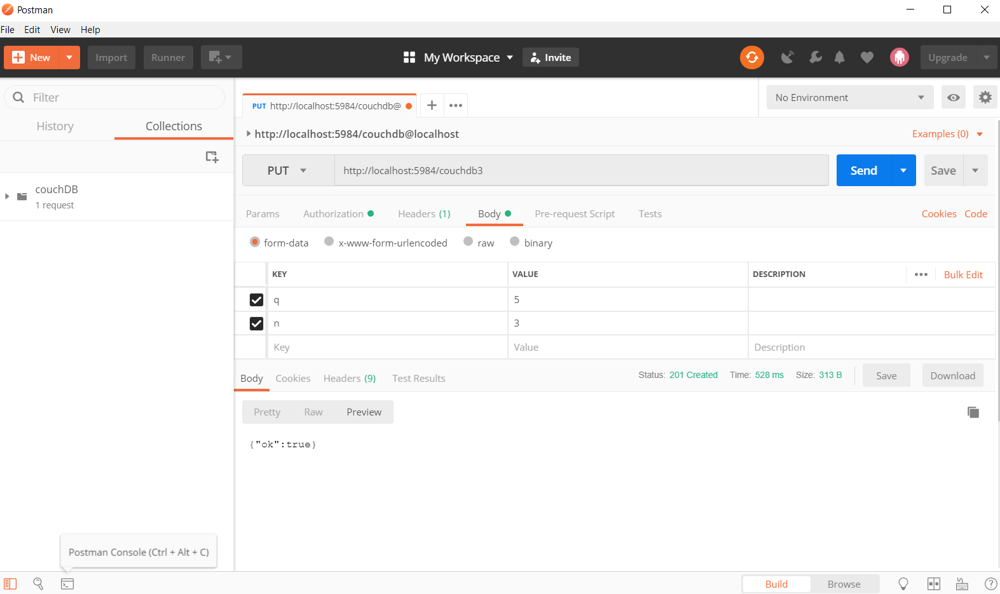 Postman
File Edit View Help
New Import Runner My Workspace Invite Upgrade
Filter
History Collections
couchDB
1 request
PUT http://localhost:5984/couchdb@
No Environment
http://localhost:5984/couchdb@localhost
Examples (0)
PUT http://localhost:5984/couchdb3 Send Save
Params Authorization Headers (1) Body Pre-request Script Tests Cookies Code
form-data x-www-form-urlencoded raw binary
KEY VALUE DESCRIPTION Bulk Edit
q 5
n 3
Key Value Description
Body Cookies Headers (9) Test Results Status: 201 Created Time: 528 ms Size: 313 B Save Download
Pretty Raw Preview
{"ok":true}
Postman Console (Ctrl + Alt + C)
Build Browse